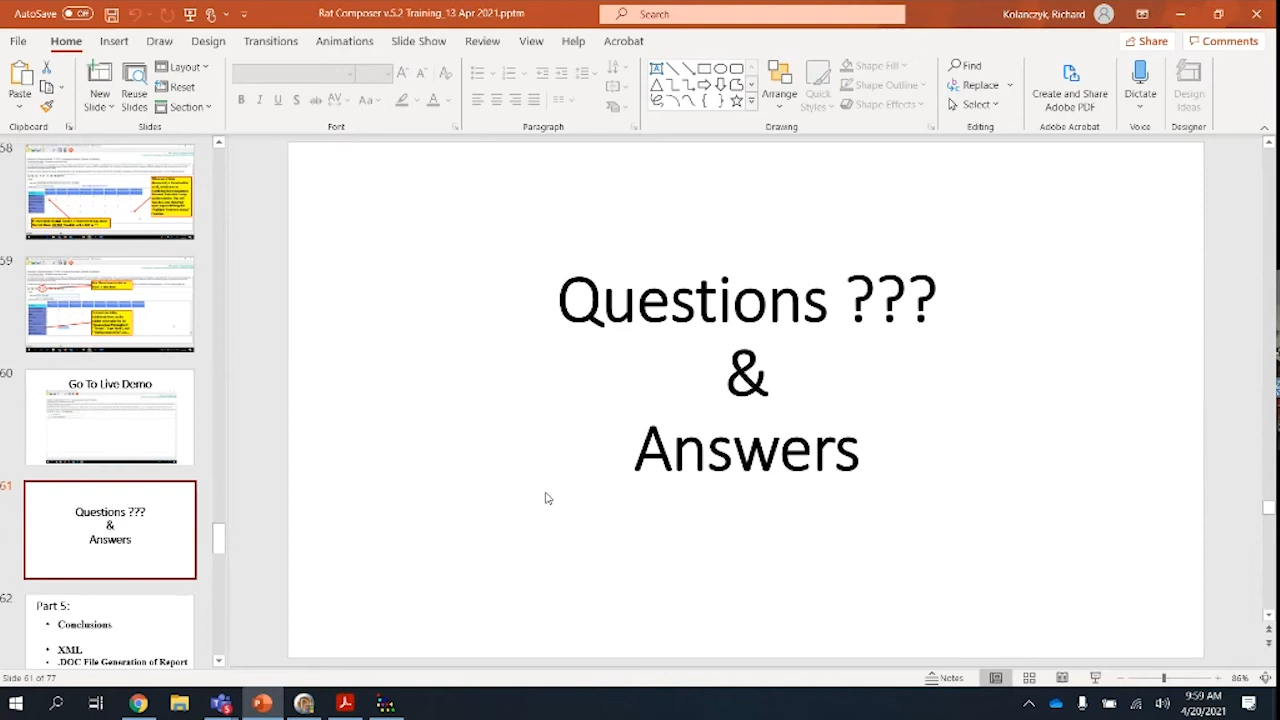 AutoSave Off
Rat Composer v.5.2 Training_13 Apr 2021.pptm
Search
Kolanczyk, Richard
File Home Insert Draw Design Transitions Animations Slide Show Review View Help Acrobat
Share Comments
Paste
New Slide
Reuse Slides
Layout
Reset
Section
B I U S ab AV Aa A
Arrange
Quick Styles
Shape Fill
Shape Outline
Shape Effects
Find
Replace
Select
Create and Share Adobe PDF
Dictate
Design Ideas
Clipboard Slides Font Paragraph Drawing Editing Adobe Acrobat Voice Designer
58
59
60
Go To Live Demo
61
Questions ???
&
Answers
62
Part 5:
• Conclusions
• XML
• .DOC File Generation of Report
Questions ???
&
Answers
Slide 61 of 77
Notes
86%
9:59 AM
4/20/2021